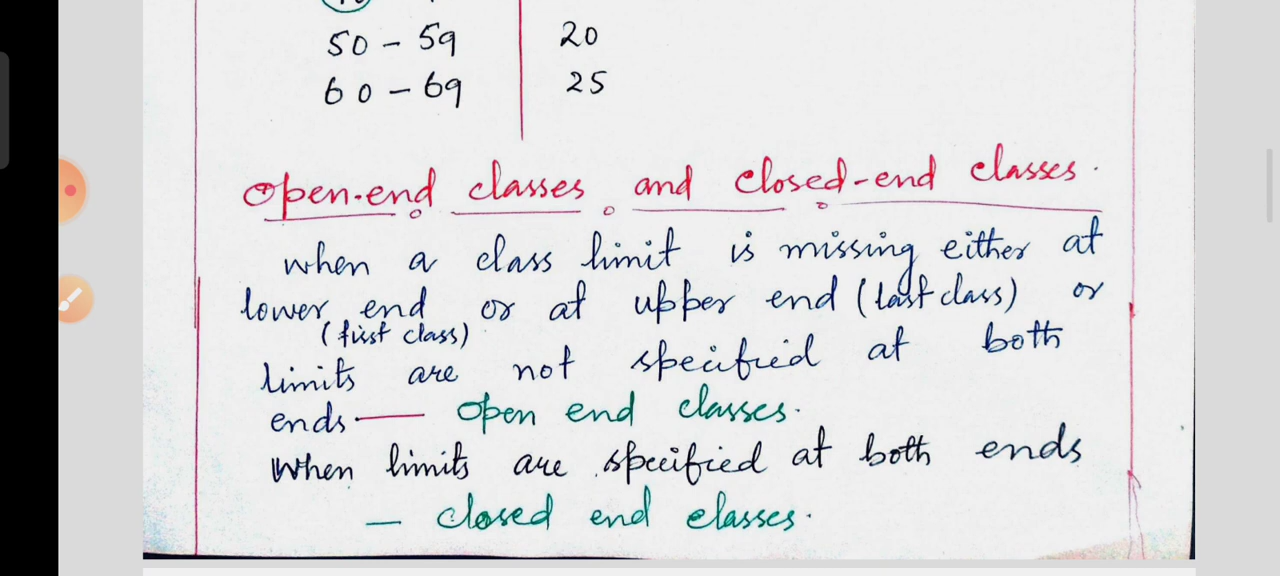 50 - 59 20
60 - 69 25
open-end classes and closed-end classes.
when a class limit is missing either at
lower end or at upper end (last class) or
(first class)
limits are not specified at both
ends — open end classes.
When limits are specified at both ends
— closed end classes.